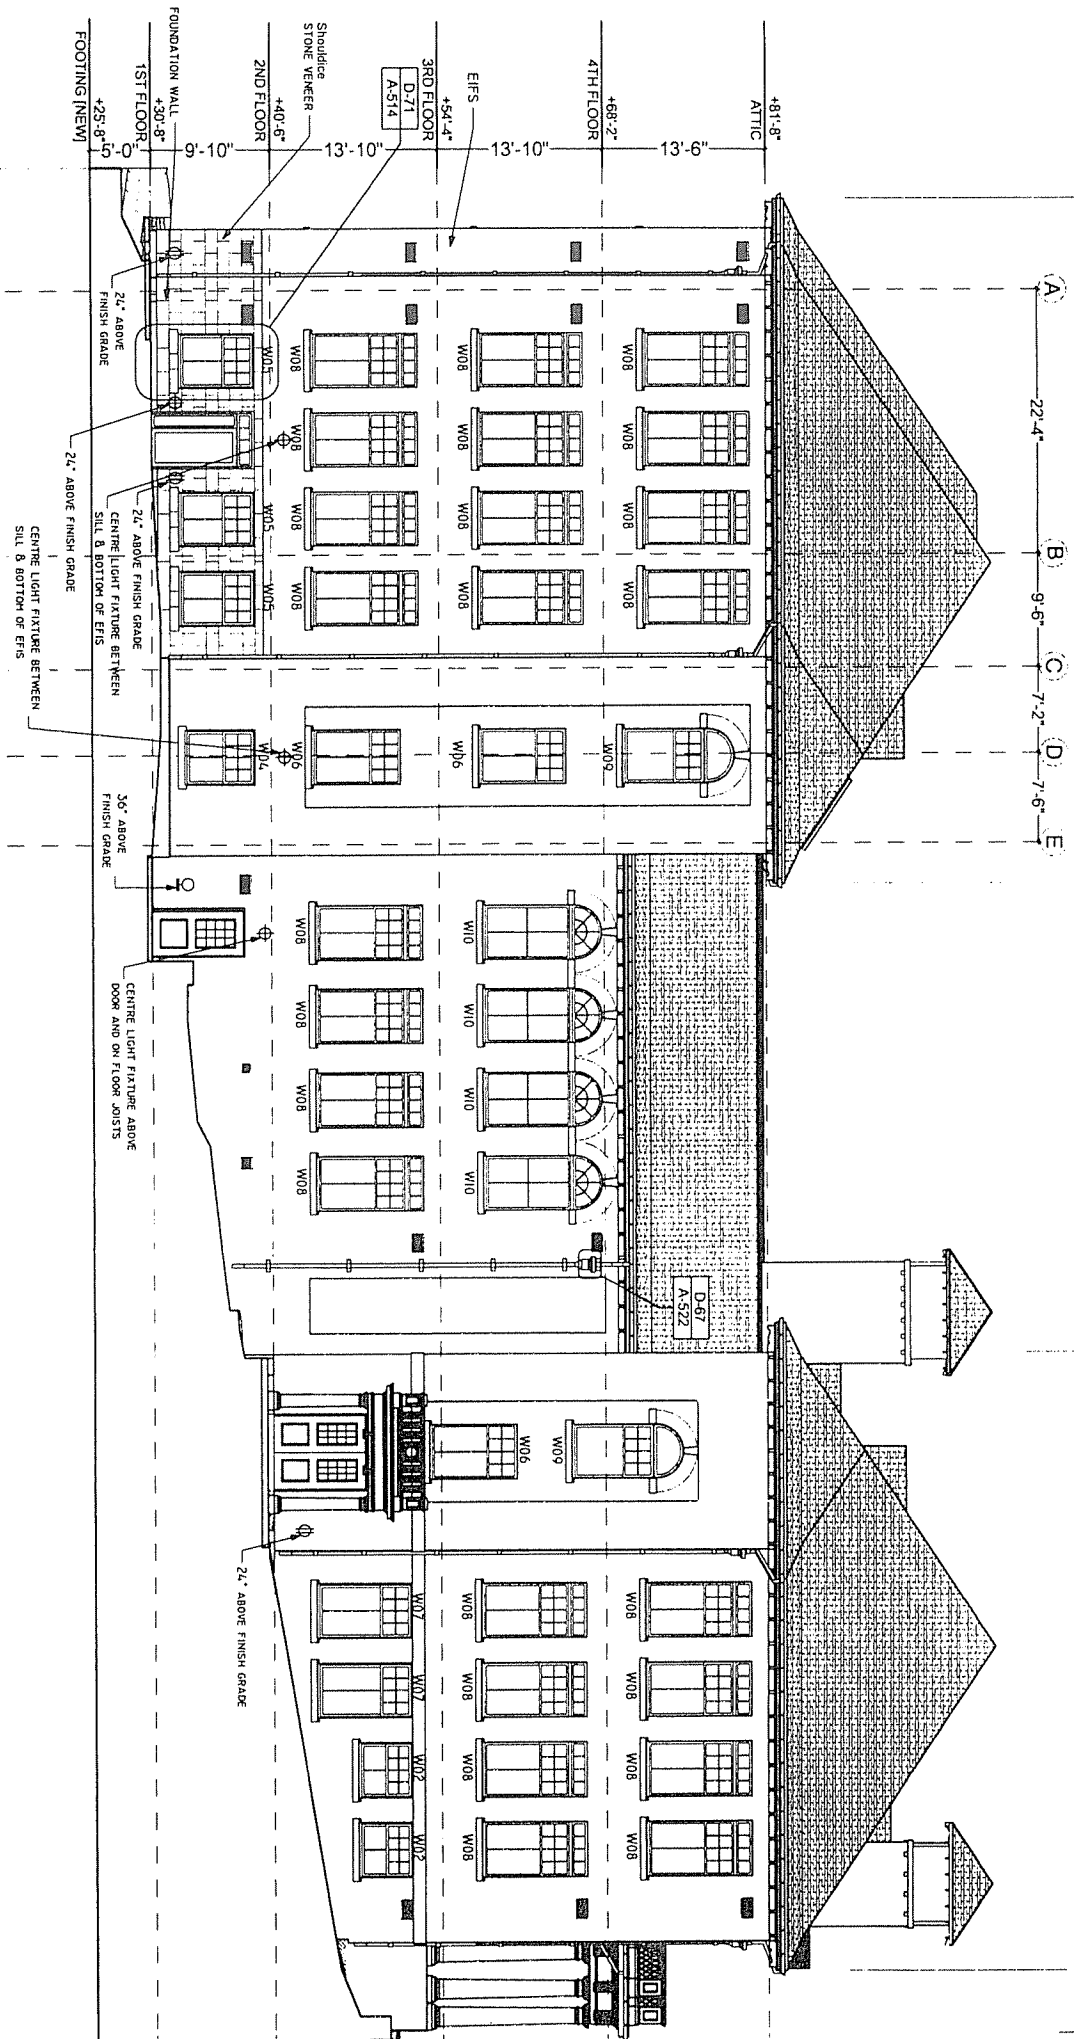 A
22'-4"
B
9'-6"
C
7'-2"
D
7'-6"
E
+81'-8"
ATTIC
13'-6"
+68'-2"
4TH FLOOR
13'-10"
EIFS
+54'-4"
3RD FLOOR
D-71
A-514
13'-10"
+40'-6"
2ND FLOOR
Shouldice
STONE VENEER
9'-10"
FOUNDATION WALL
+30'-8"
1ST FLOOR
5'-0"
+25'-8"
FOOTING [NEW]
W08
W08
W08
W08
W09
W08
W08
W08
W08
W08
W08
W08
W08
W06
W10
W10
W10
W10
D-67
A-522
W09
W06
W08
W08
W08
W08
W08
W08
W08
W08
W06
W08
W08
W08
W08
W07
W07
W02
W02
W05
W05
W05
W04
24" ABOVE
FINISH GRADE
24" ABOVE FINISH GRADE
CENTRE LIGHT FIXTURE BETWEEN
SILL & BOTTOM OF EFIS
24" ABOVE FINISH GRADE
CENTRE LIGHT FIXTURE BETWEEN
SILL & BOTTOM OF EFIS
36" ABOVE
FINISH GRADE
CENTRE LIGHT FIXTURE ABOVE
DOOR AND ON FLOOR JOISTS
24" ABOVE FINISH GRADE